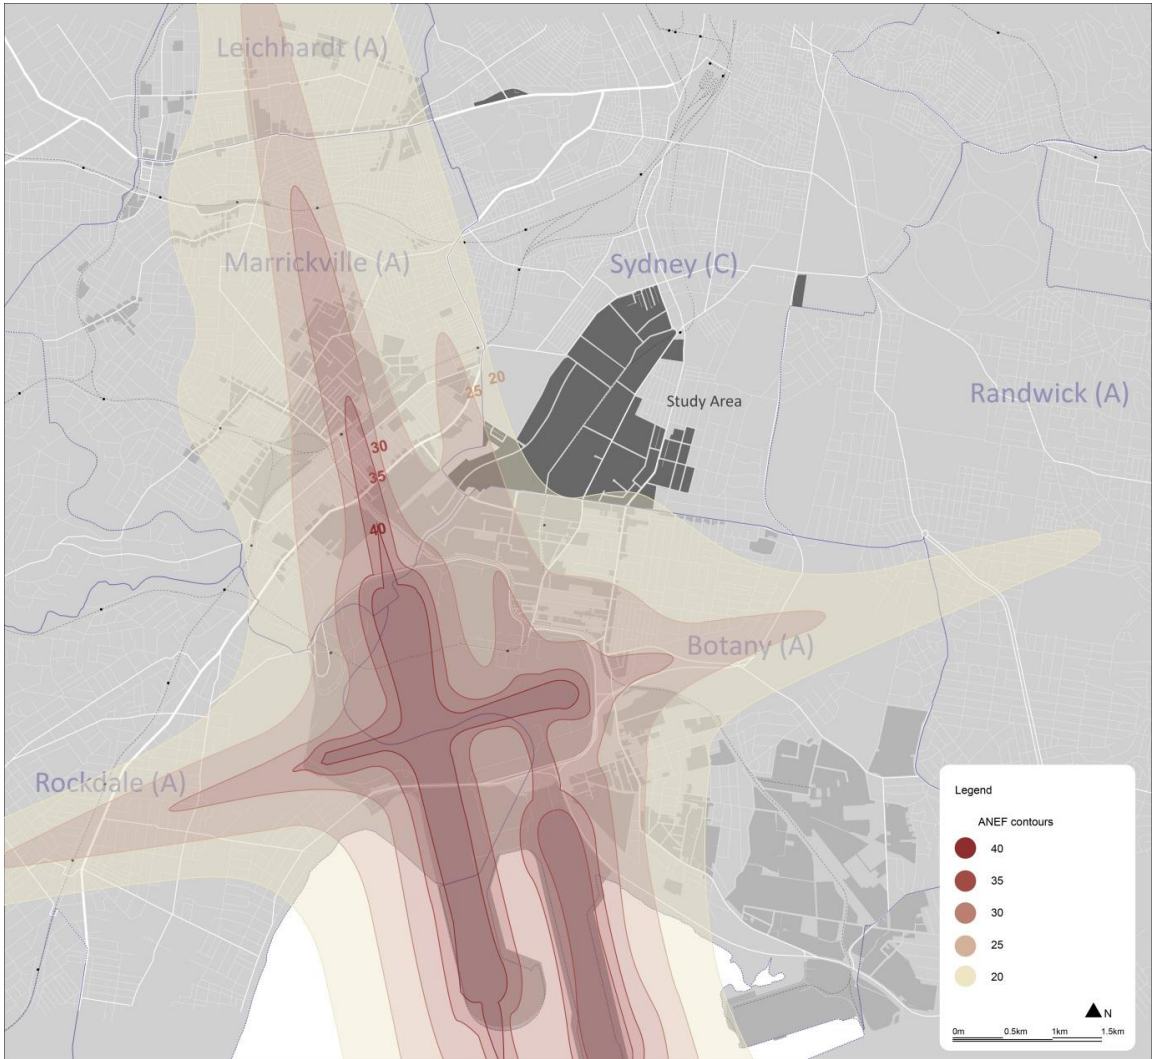 Leichhardt (A)
Marrickville (A)
Sydney (C)
Study Area
Randwick (A)
25 20
30
35
40
Botany (A)
Rockdale (A)
Legend
ANEF contours
40
35
30
25
20
N
0m 0.5km 1km 1.5km